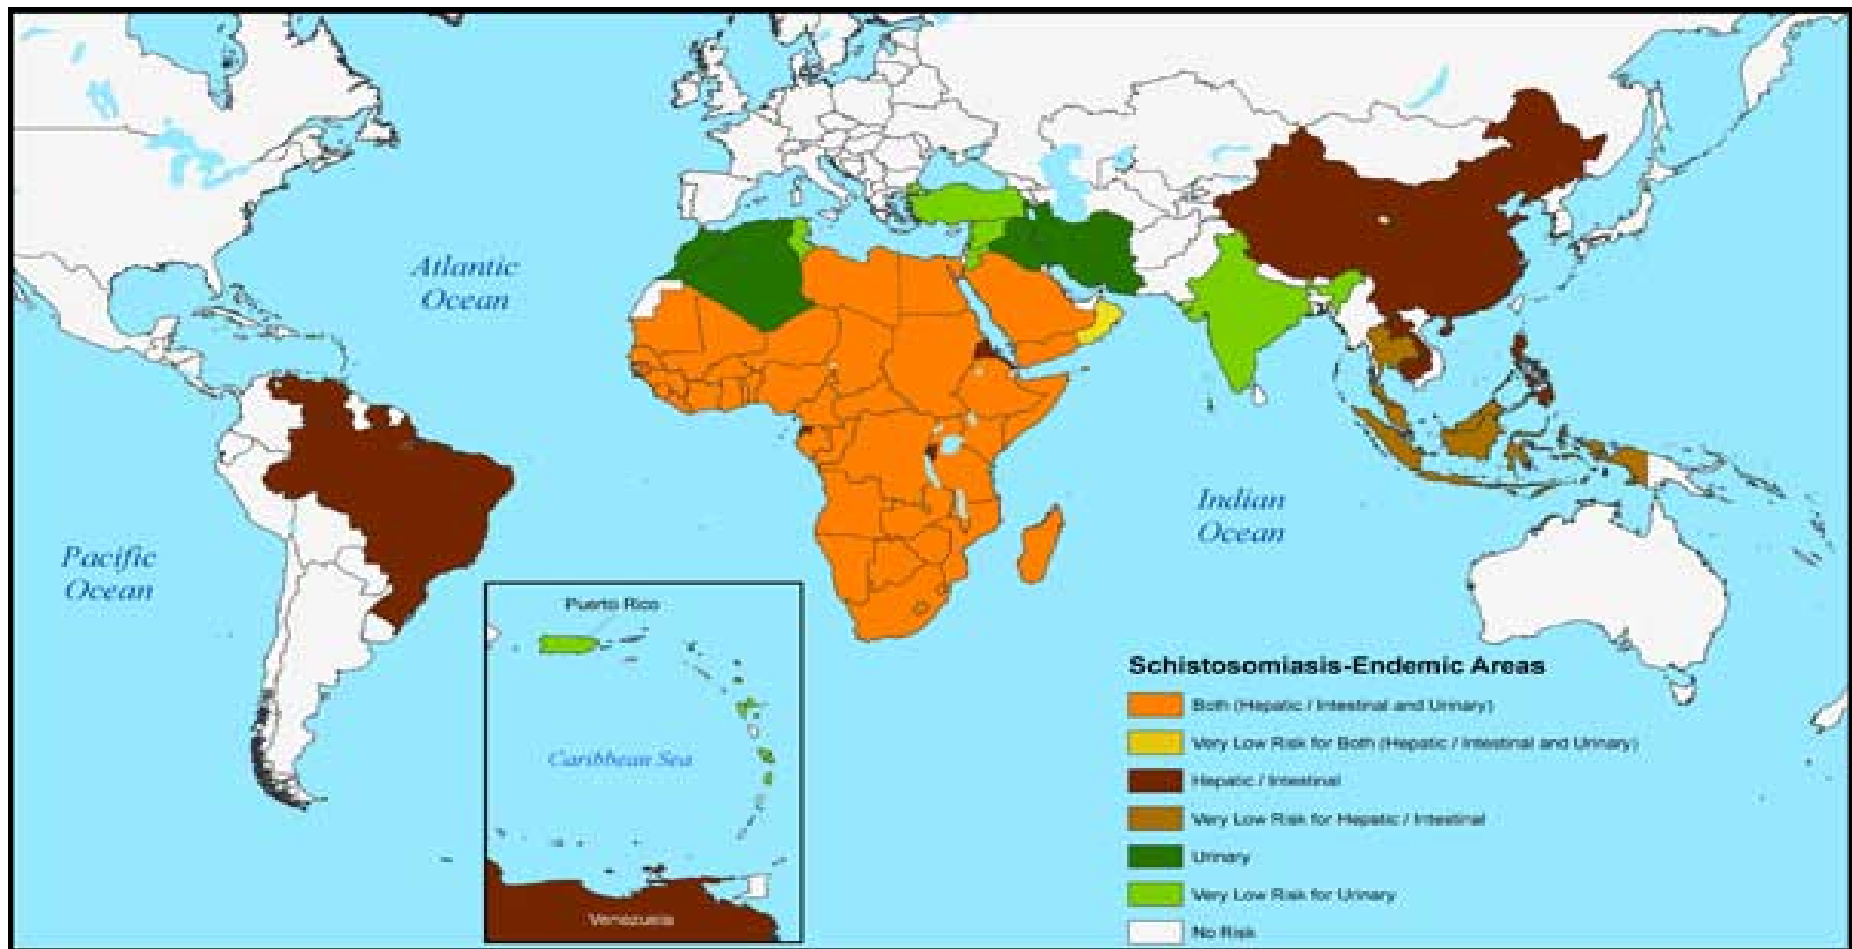 Atlantic
Ocean
Pacific
Ocean
Indian
Ocean
Puerto Rico
Caribbean Sea
Venezuela
Schistosomiasis-Endemic Areas
Both (Hepatic / Intestinal and Urinary)
Very Low Risk for Both (Hepatic / Intestinal and Urinary)
Hepatic / Intestinal
Very Low Risk for Hepatic / Intestinal
Urinary
Very Low Risk for Urinary
No Risk